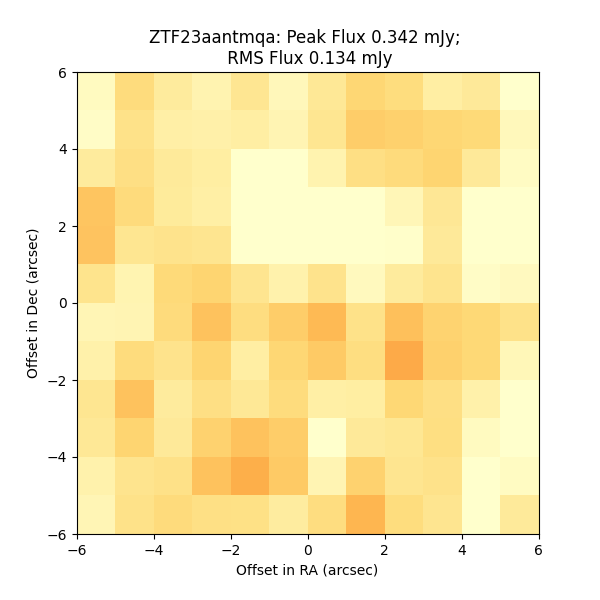 ZTF23aantmqa: Peak Flux 0.342 mJy;
RMS Flux 0.134 mJy
6
4
2
0
−2
−4
−6
Offset in Dec (arcsec)
−6 −4 −2 0 2 4 6
Offset in RA (arcsec)